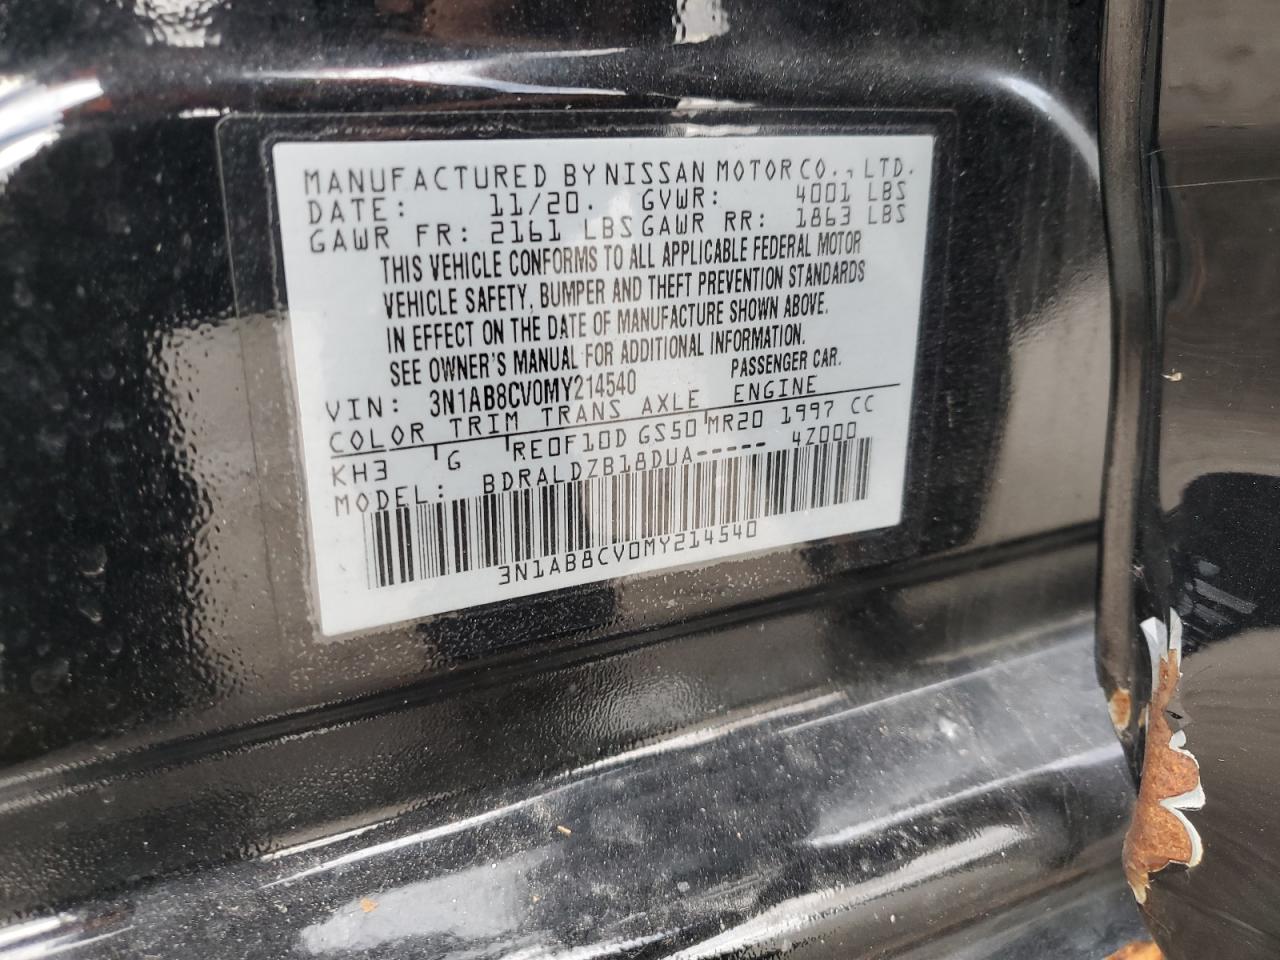 MANUFACTURED BY NISSAN MOTOR CO., LTD.
DATE: 11/20. GVWR: 4001 LBS
GAWR FR: 2161 LBS GAWR RR: 1863 LBS
THIS VEHICLE CONFORMS TO ALL APPLICABLE FEDERAL MOTOR
VEHICLE SAFETY, BUMPER AND THEFT PREVENTION STANDARDS
IN EFFECT ON THE DATE OF MANUFACTURE SHOWN ABOVE.
SEE OWNER'S MANUAL FOR ADDITIONAL INFORMATION.
VIN: 3N1AB8CV0MY214540 PASSENGER CAR.
COLOR TRIM TRANS AXLE ENGINE
KH3 G RE0F10D GS50 MR20 1997 CC
MODEL: BDRALDZB18DUA----- 4Z000
3N1AB8CV0MY214540